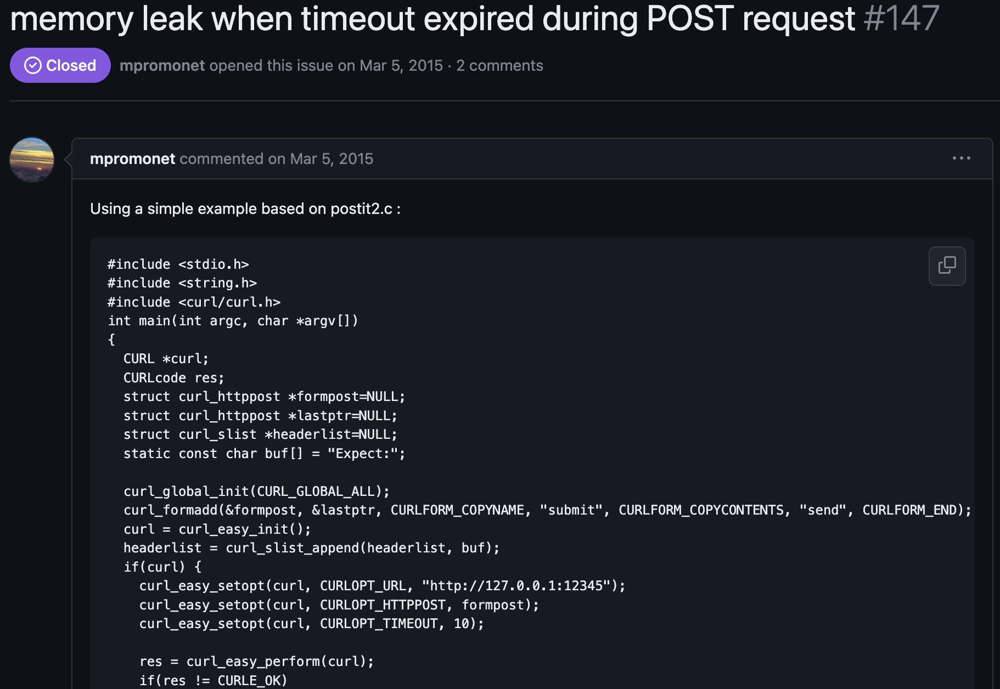 memory leak when timeout expired during POST request #147
Closed mpromonet opened this issue on Mar 5, 2015 · 2 comments
mpromonet commented on Mar 5, 2015
Using a simple example based on postit2.c :
#include <stdio.h>
#include <string.h>
#include <curl/curl.h>
int main(int argc, char *argv[])
{
  CURL *curl;
  CURLcode res;
  struct curl_httppost *formpost=NULL;
  struct curl_httppost *lastptr=NULL;
  struct curl_slist *headerlist=NULL;
  static const char buf[] = "Expect:";

  curl_global_init(CURL_GLOBAL_ALL);
  curl_formadd(&formpost, &lastptr, CURLFORM_COPYNAME, "submit", CURLFORM_COPYCONTENTS, "send", CURLFORM_END);
  curl = curl_easy_init();
  headerlist = curl_slist_append(headerlist, buf);
  if(curl) {
    curl_easy_setopt(curl, CURLOPT_URL, "http://127.0.0.1:12345");
    curl_easy_setopt(curl, CURLOPT_HTTPPOST, formpost);
    curl_easy_setopt(curl, CURLOPT_TIMEOUT, 10);

    res = curl_easy_perform(curl);
    if(res != CURLE_OK)